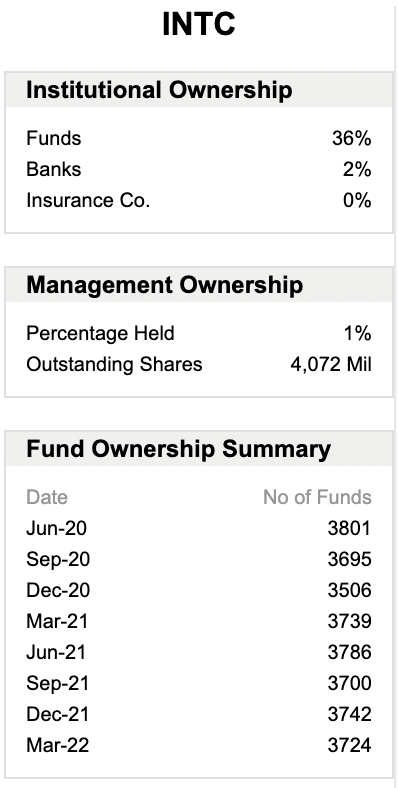 INTC
Institutional Ownership
Funds 36%
Banks 2%
Insurance Co. 0%
Management Ownership
Percentage Held 1%
Outstanding Shares 4,072 Mil
Fund Ownership Summary
Date No of Funds
Jun-20 3801
Sep-20 3695
Dec-20 3506
Mar-21 3739
Jun-21 3786
Sep-21 3700
Dec-21 3742
Mar-22 3724